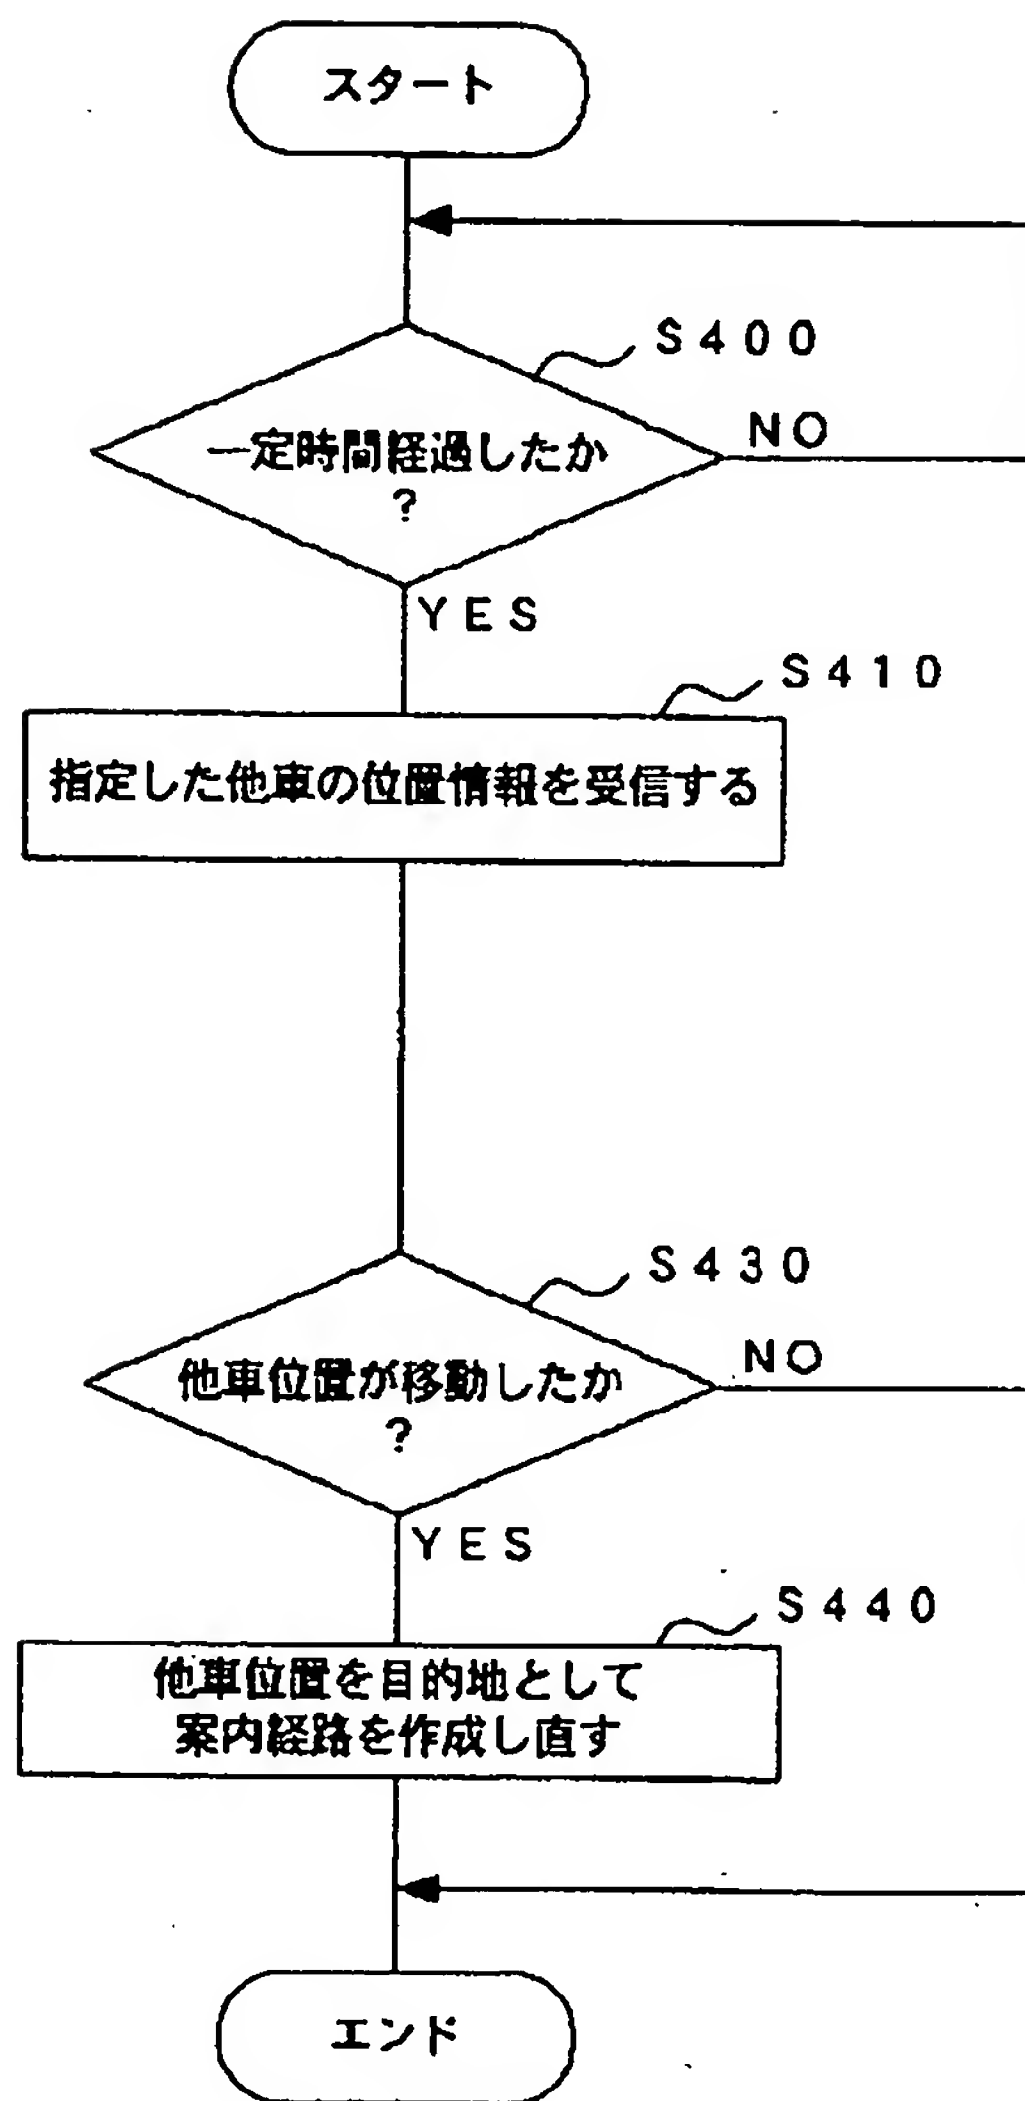 スタート
S400
一定時間経過したか
?
NO
YES
S410
指定した他車の位置情報を受信する
S430
他車位置が移動したか
?
NO
YES
S440
他車位置を目的地として
案内経路を作成し直す
エンド